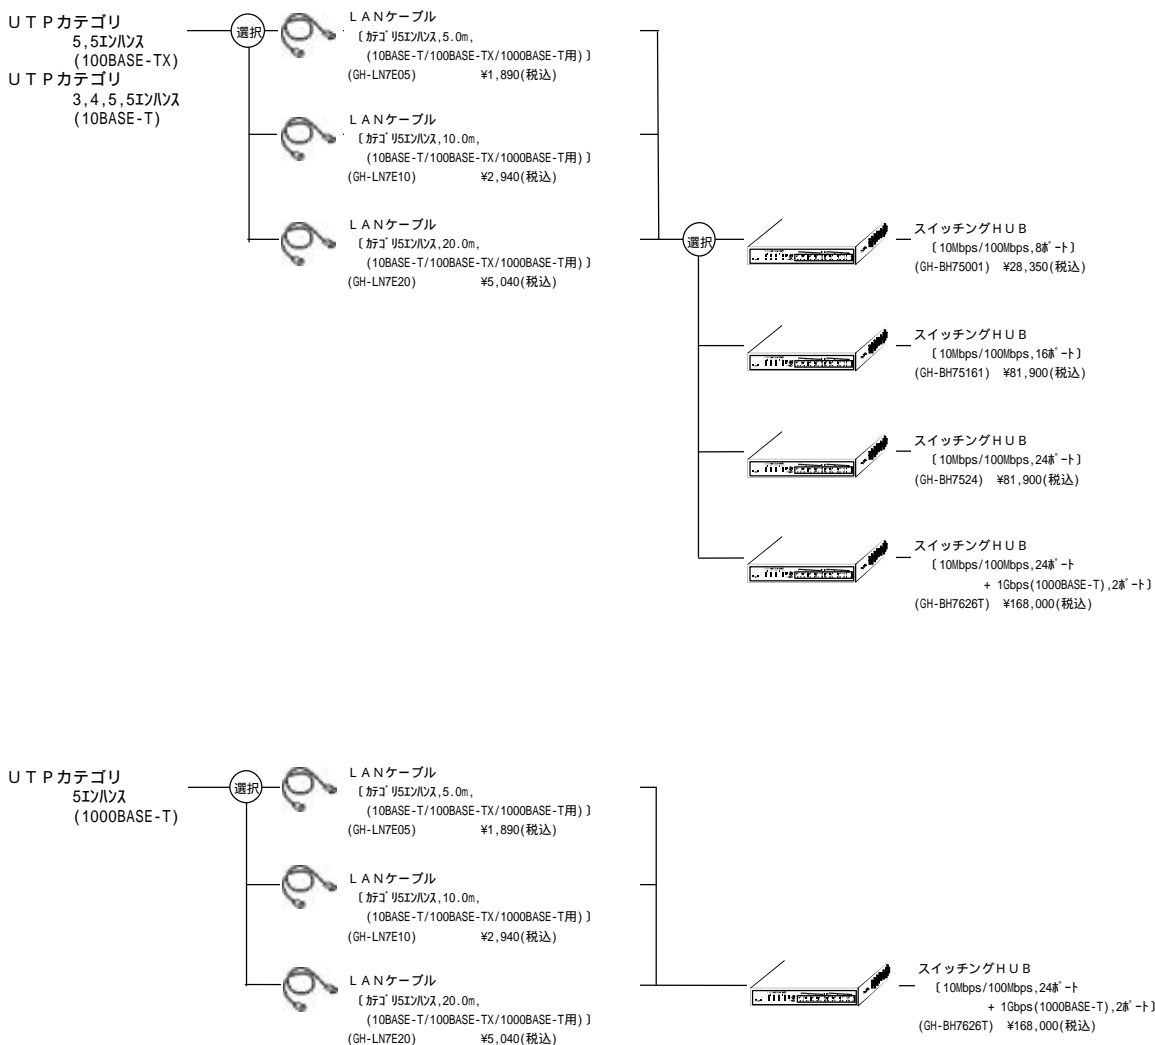 ＵＴＰカテゴリ
5,5ｴﾝﾊﾝｽ
(100BASE-TX)
ＵＴＰカテゴリ
3,4,5,5ｴﾝﾊﾝｽ
(10BASE-T)
選択
ＬＡＮケーブル
〔ｶﾃｺﾞﾘ5ｴﾝﾊﾝｽ,5.0m,
(10BASE-T/100BASE-TX/1000BASE-T用)〕
(GH-LN7E05) ¥1,890(税込)
ＬＡＮケーブル
〔ｶﾃｺﾞﾘ5ｴﾝﾊﾝｽ,10.0m,
(10BASE-T/100BASE-TX/1000BASE-T用)〕
(GH-LN7E10) ¥2,940(税込)
ＬＡＮケーブル
〔ｶﾃｺﾞﾘ5ｴﾝﾊﾝｽ,20.0m,
(10BASE-T/100BASE-TX/1000BASE-T用)〕
(GH-LN7E20) ¥5,040(税込)
選択
スイッチングＨＵＢ
〔10Mbps/100Mbps,8ﾎﾟｰﾄ〕
(GH-BH75001) ¥28,350(税込)
スイッチングＨＵＢ
〔10Mbps/100Mbps,16ﾎﾟｰﾄ〕
(GH-BH75161) ¥81,900(税込)
スイッチングＨＵＢ
〔10Mbps/100Mbps,24ﾎﾟｰﾄ〕
(GH-BH7524) ¥81,900(税込)
スイッチングＨＵＢ
〔10Mbps/100Mbps,24ﾎﾟｰﾄ
+ 1Gbps(1000BASE-T),2ﾎﾟｰﾄ〕
(GH-BH7626T) ¥168,000(税込)
ＵＴＰカテゴリ
5ｴﾝﾊﾝｽ
(1000BASE-T)
選択
ＬＡＮケーブル
〔ｶﾃｺﾞﾘ5ｴﾝﾊﾝｽ,5.0m,
(10BASE-T/100BASE-TX/1000BASE-T用)〕
(GH-LN7E05) ¥1,890(税込)
ＬＡＮケーブル
〔ｶﾃｺﾞﾘ5ｴﾝﾊﾝｽ,10.0m,
(10BASE-T/100BASE-TX/1000BASE-T用)〕
(GH-LN7E10) ¥2,940(税込)
ＬＡＮケーブル
〔ｶﾃｺﾞﾘ5ｴﾝﾊﾝｽ,20.0m,
(10BASE-T/100BASE-TX/1000BASE-T用)〕
(GH-LN7E20) ¥5,040(税込)
スイッチングＨＵＢ
〔10Mbps/100Mbps,24ﾎﾟｰﾄ
+ 1Gbps(1000BASE-T),2ﾎﾟｰﾄ〕
(GH-BH7626T) ¥168,000(税込)